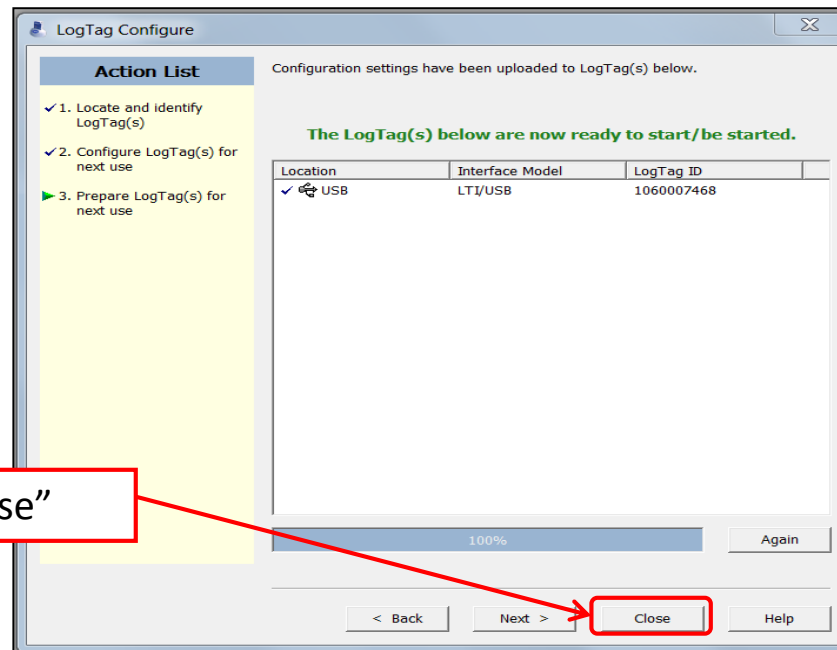 LogTag Configure
Action List
1. Locate and identify
LogTag(s)
2. Configure LogTag(s) for
next use
3. Prepare LogTag(s) for
next use
Configuration settings have been uploaded to LogTag(s) below.
The LogTag(s) below are now ready to start/be started.
Location Interface Model LogTag ID
USB LTI/USB 1060007468
se”
100%
Again
< Back Next > Close Help